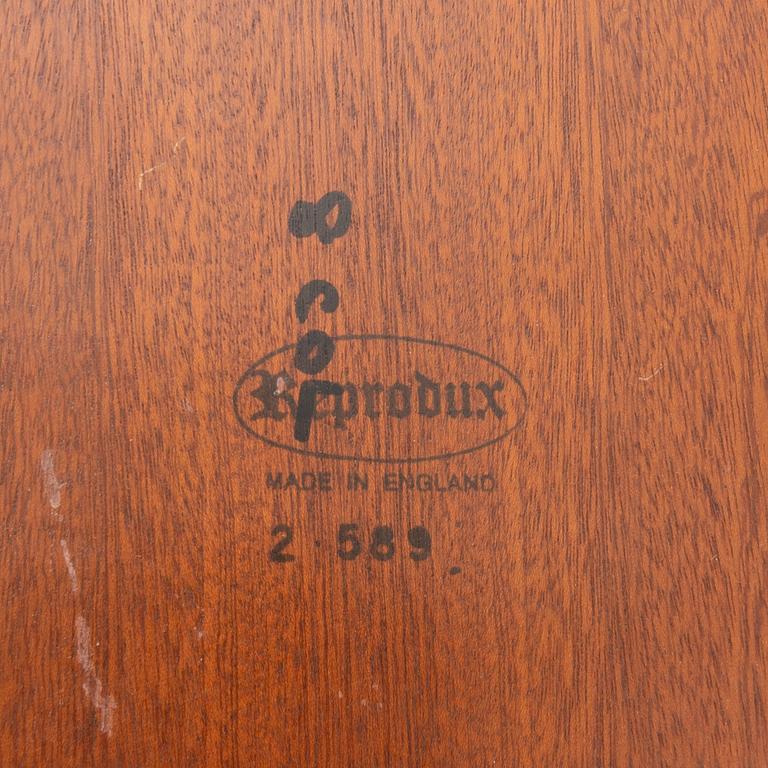 Reprodux
MADE IN ENGLAND
2 · 589